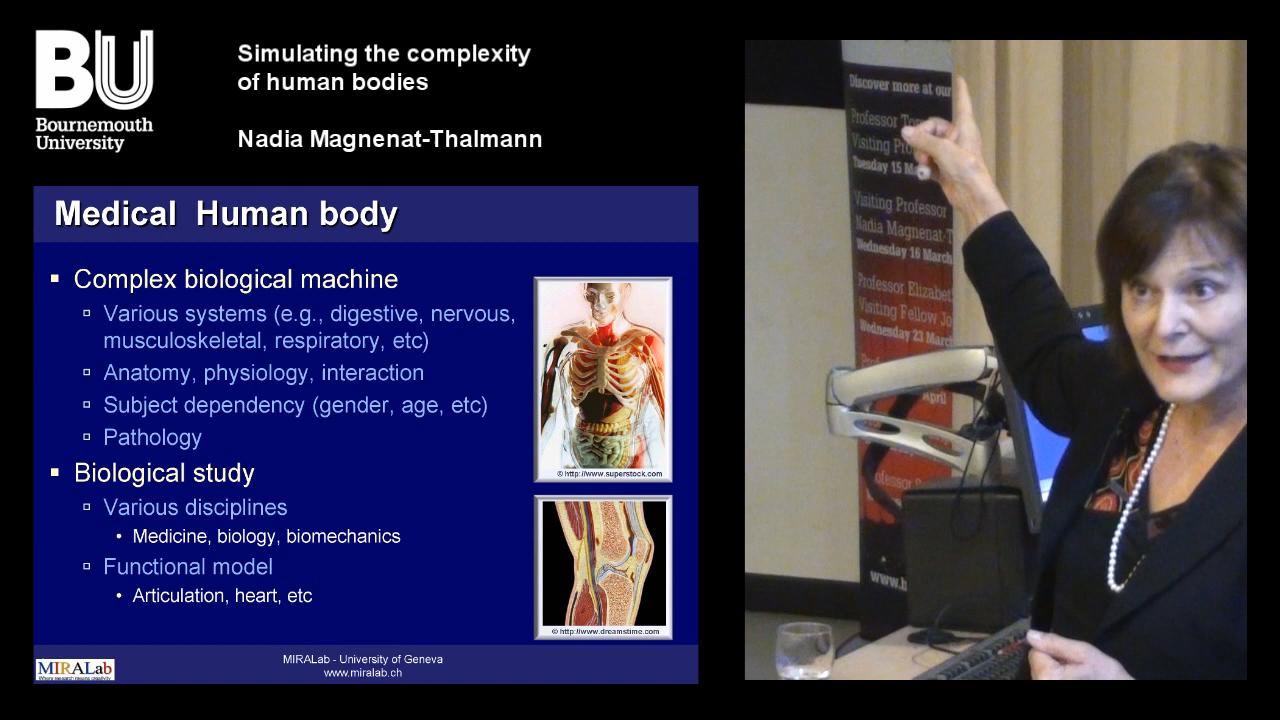 BU
Bournemouth
University
Simulating the complexity
of human bodies
Nadia Magnenat-Thalmann
Medical Human body
Complex biological machine
Various systems (e.g., digestive, nervous,
musculoskeletal, respiratory, etc)
Anatomy, physiology, interaction
Subject dependency (gender, age, etc)
Pathology
Biological study
Various disciplines
• Medicine, biology, biomechanics
Functional model
• Articulation, heart, etc
© http://www.superstock.com
© http://www.dreamstime.com
MIRALab
MIRALab - University of Geneva
www.miralab.ch
Discover more at our
Professor
Visiting
Tuesday 15
Visiting Professor
Nadia Magnenat-T
Wednesday 16 March
Professor Elizabet
Visiting Fellow Jo
Wednesday 23 Marc
April
www.b